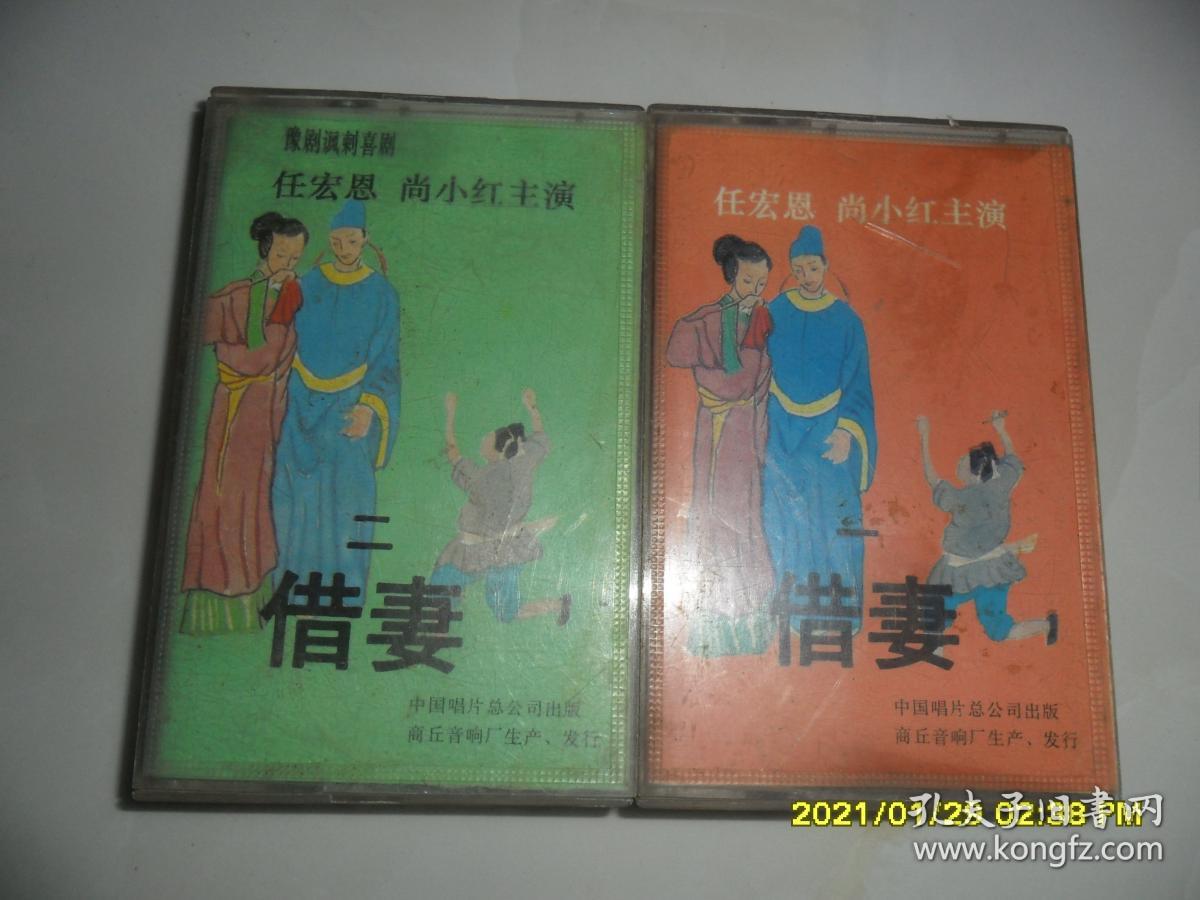 豫剧讽刺喜剧
任宏恩 尚小红主演
二
借妻
中国唱片总公司出版
商丘音响厂生产、发行
任宏恩 尚小红主演
一
借妻
中国唱片总公司出版
商丘音响厂生产、发行
孔夫子旧书网
www.kongfz.com